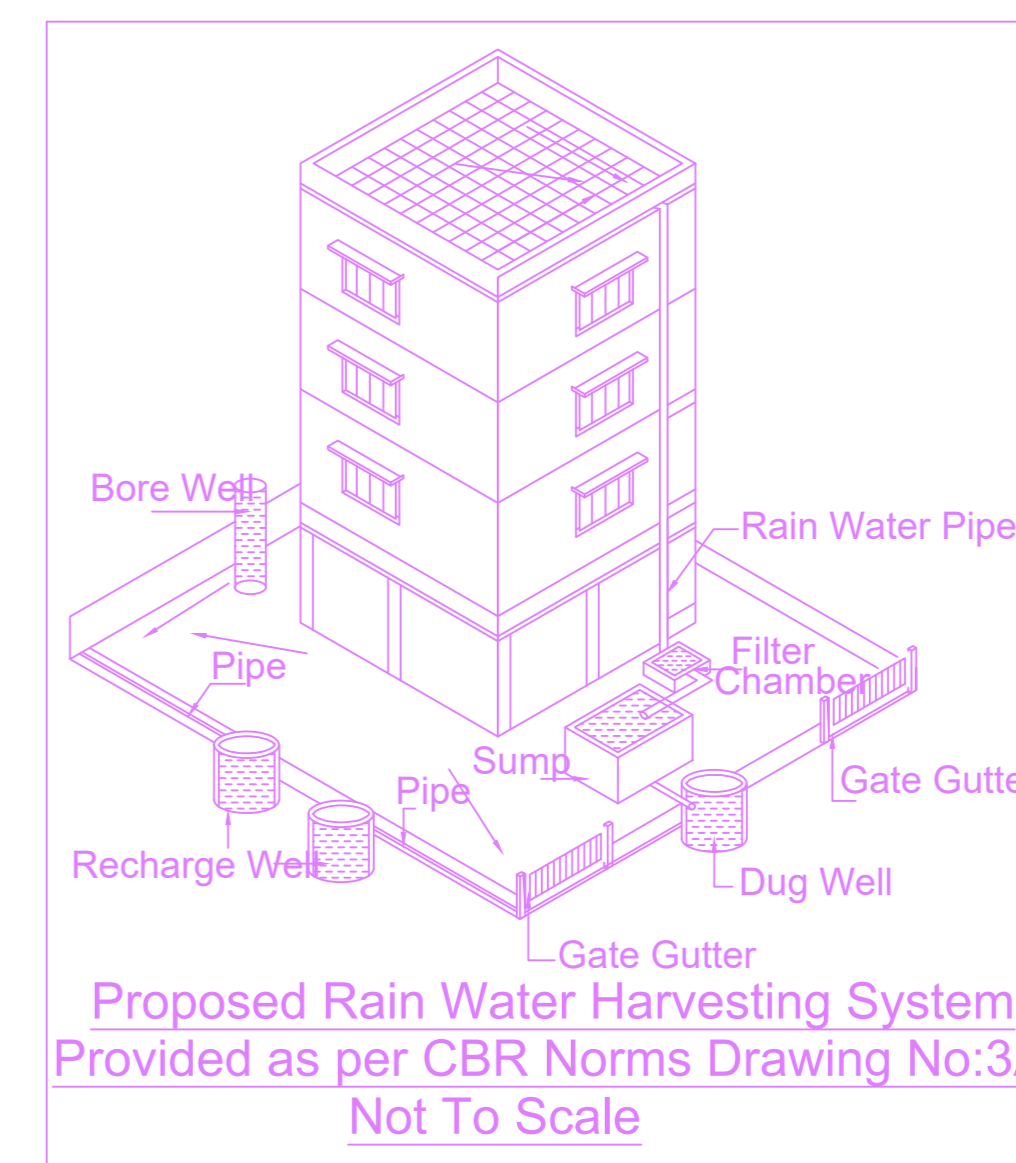 Bore Well
Rain Water Pipe
Filter
Chamber
Pipe
Sump
Pipe
Gate Gutte
Recharge Well
Dug Well
Gate Gutter
Proposed Rain Water Harvesting System
Provided as per CBR Norms Drawing No:3
Not To Scale